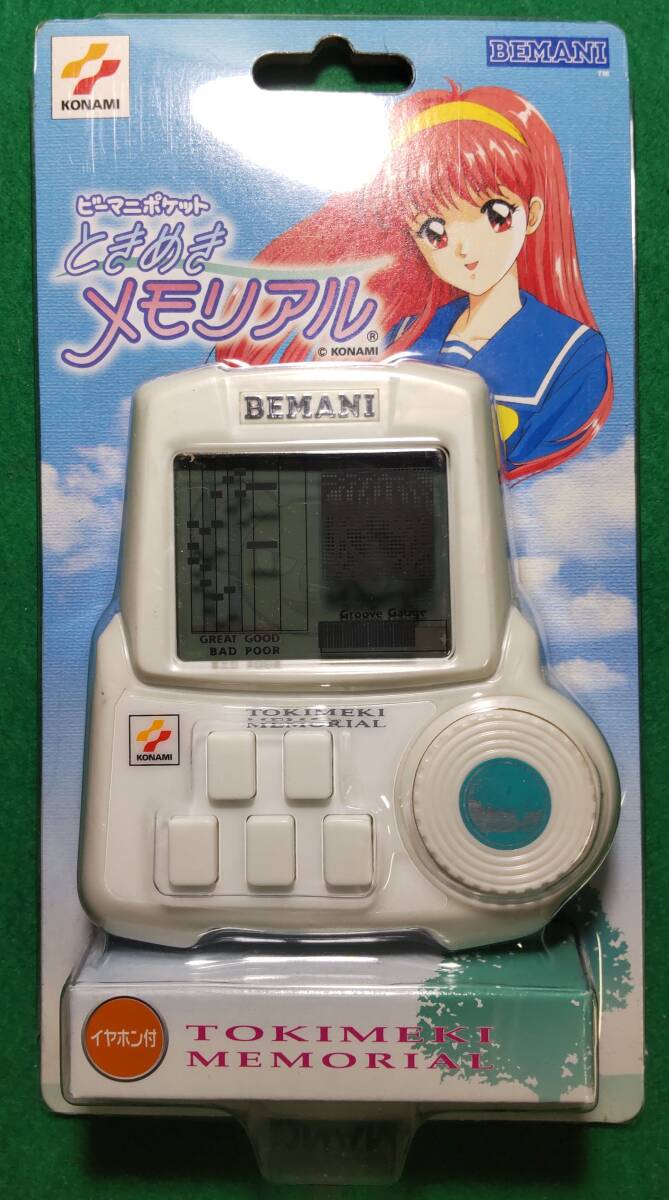 KONAMI
BEMANI
TM
ビーマニポケット
ときめき
メモリアル®
© KONAMI
BEMANI
Groove Gauge
GREAT GOOD
BAD POOR
TOKIMEKI
MEMORIAL
KONAMI
イヤホン付
TOKIMEKI
MEMORIAL